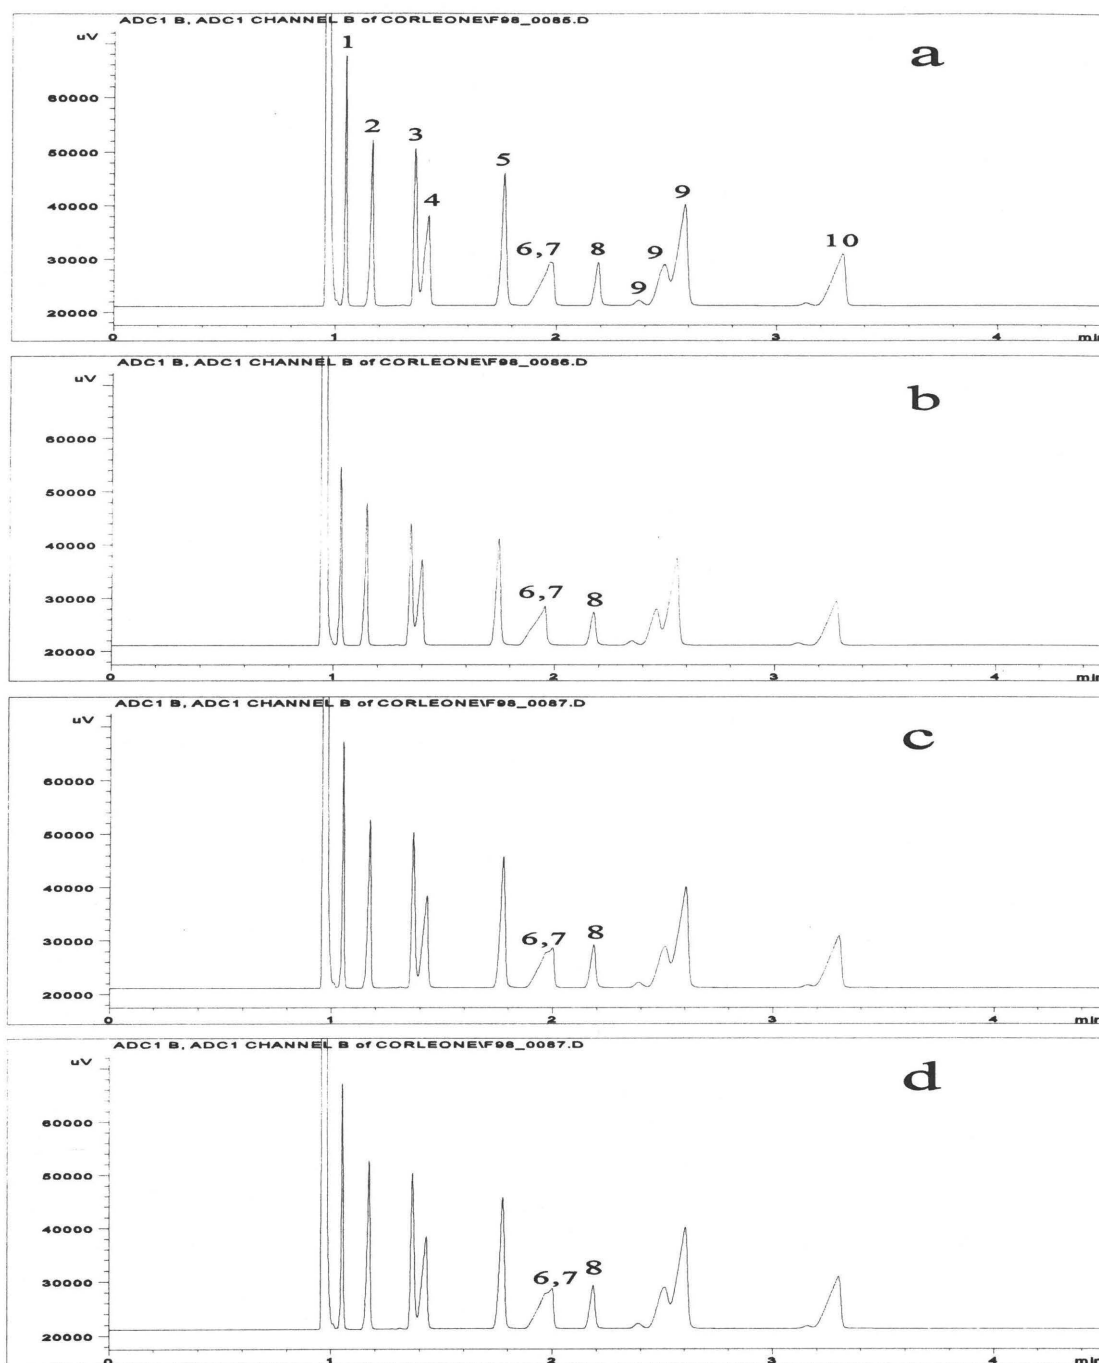 ADC1 B, ADC1 CHANNEL B of CORLEONE\F98_0085.D
uV
a
1
2
3
4
5
6,7
8
9
9
9
10
60000
50000
40000
30000
20000
0 1 2 3 4 min
ADC1 B, ADC1 CHANNEL B of CORLEONE\F98_0086.D
uV
b
60000
50000
40000
30000
20000
6,7
8
0 1 2 3 4 min
ADC1 B, ADC1 CHANNEL B of CORLEONE\F98_0087.D
uV
c
60000
50000
40000
30000
20000
6,7
8
0 1 2 3 4 min
ADC1 B, ADC1 CHANNEL B of CORLEONE\F98_0087.D
uV
d
60000
50000
40000
30000
20000
6,7
8
0 1 2 3 4 min